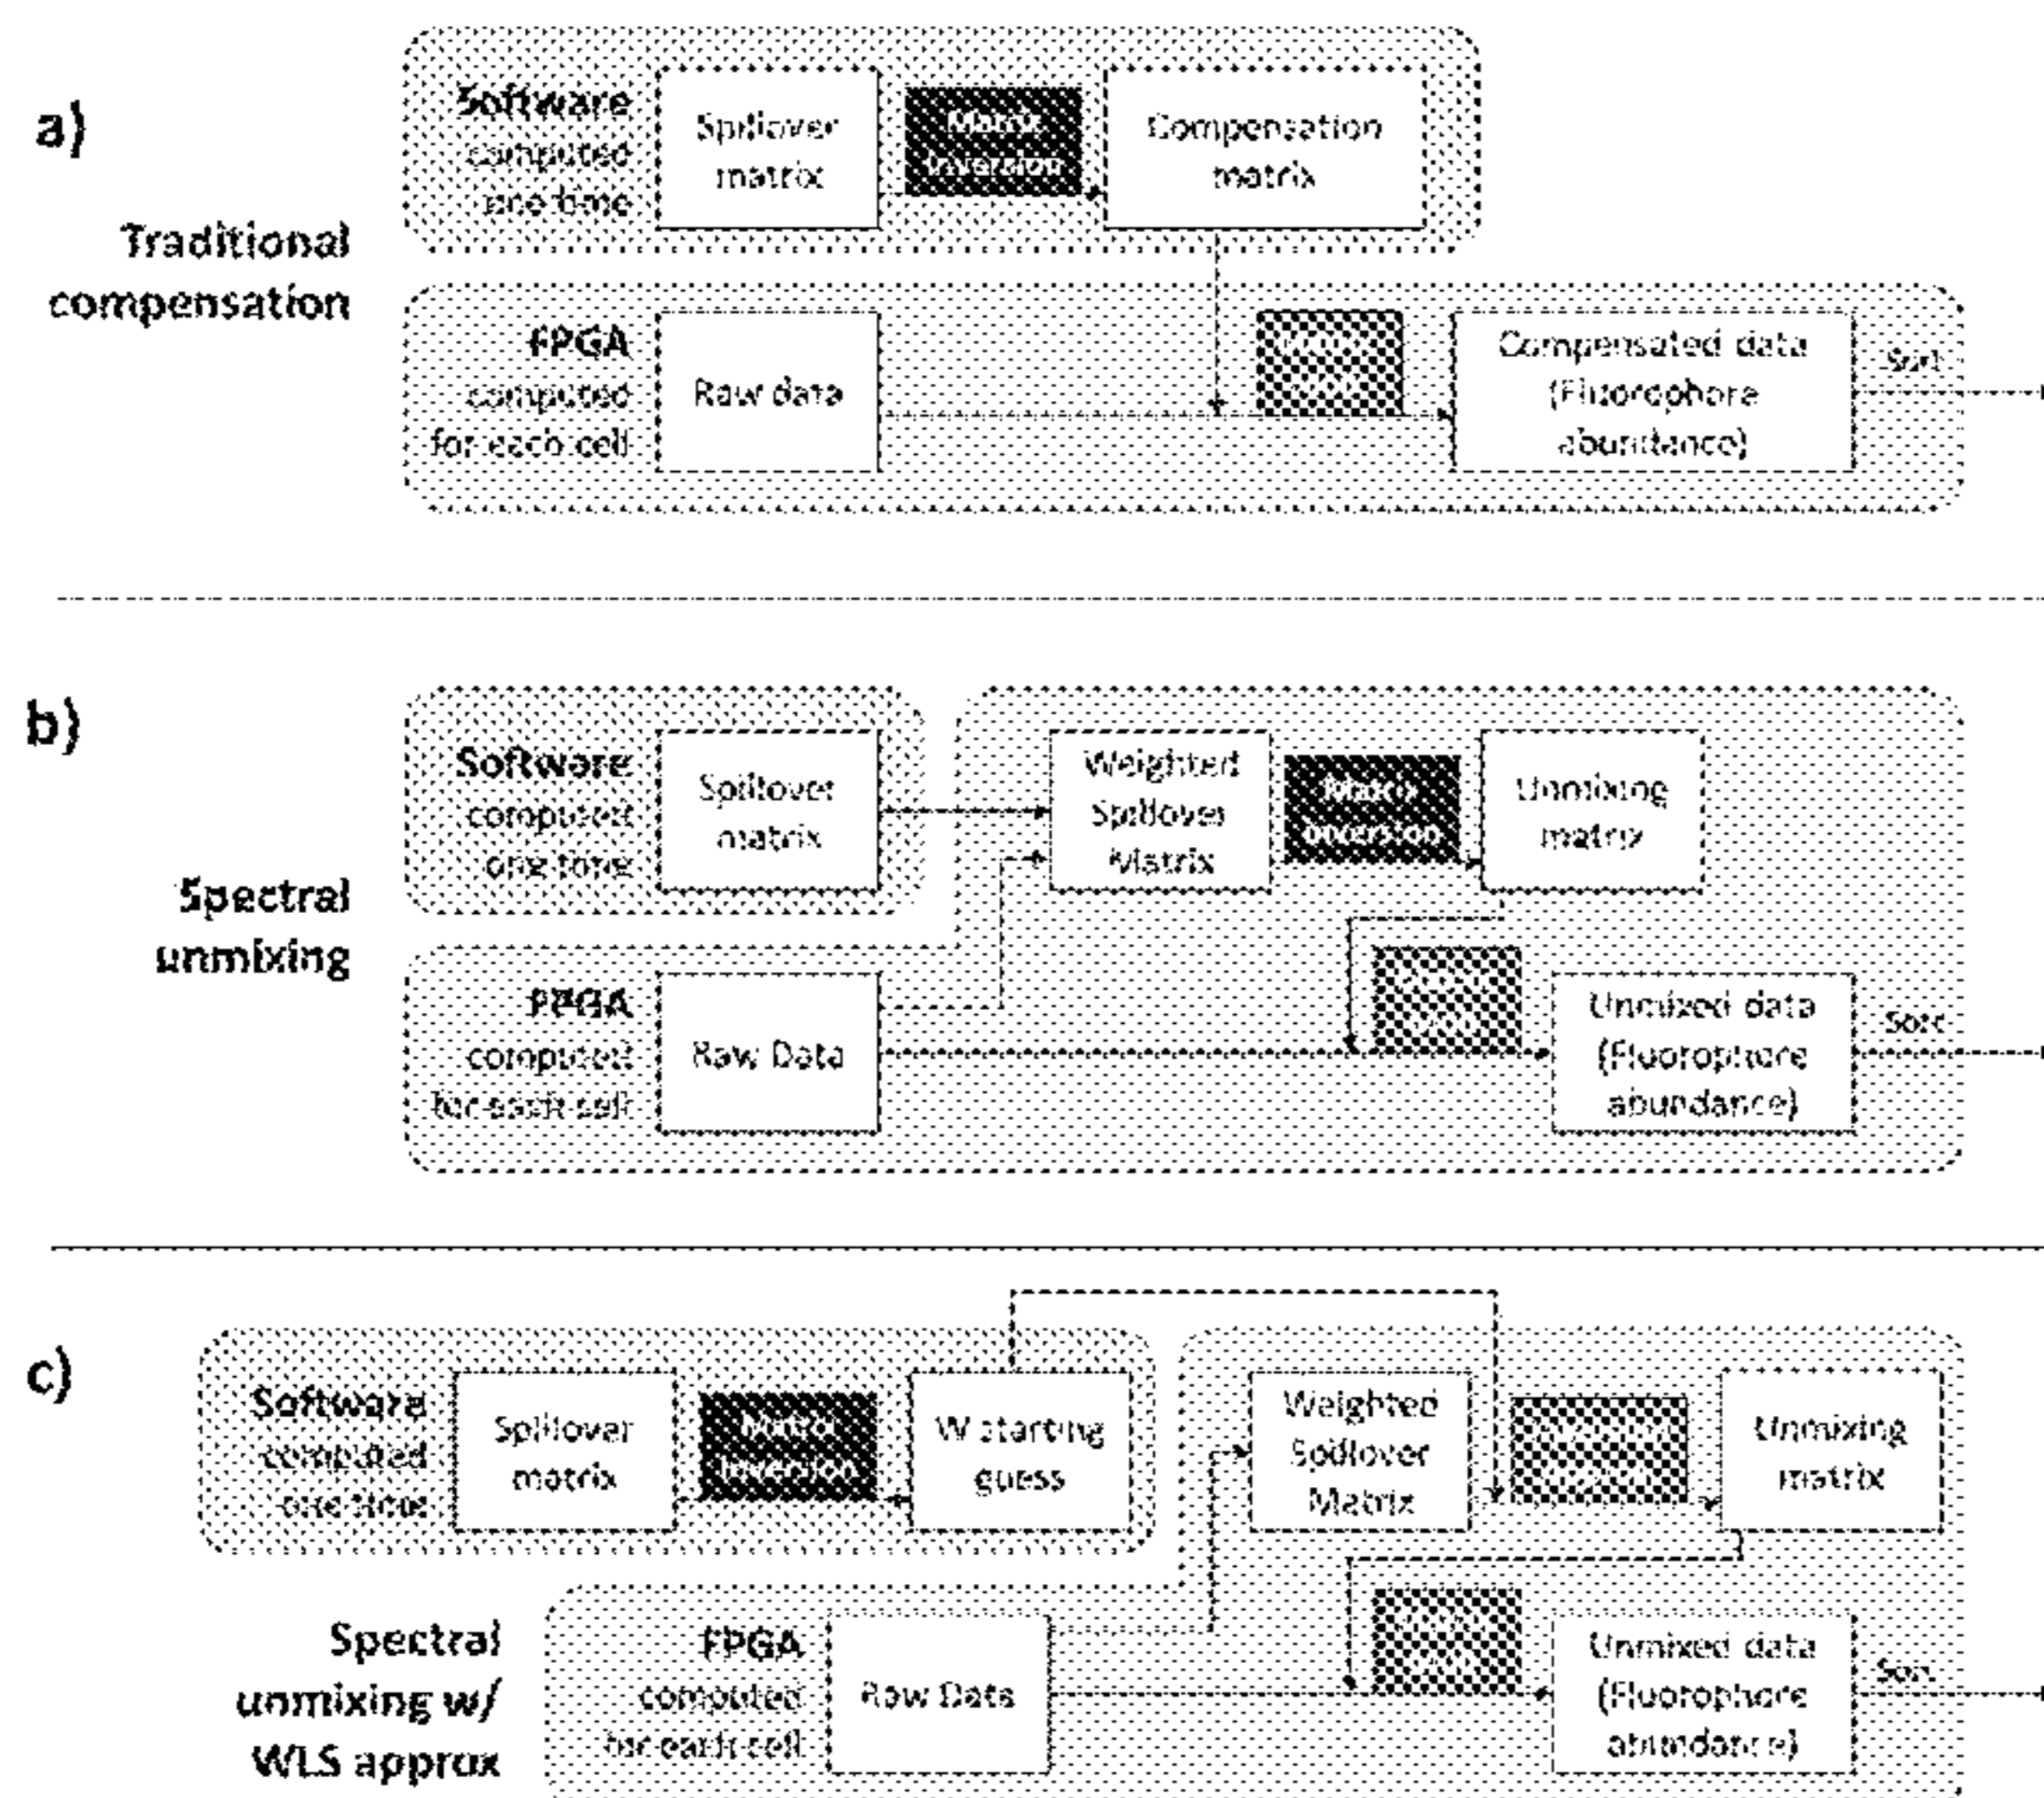 a)
Traditional
compensation
Software
computed
one time
Spillover
matrix
Matrix
Inversion
Compensation
matrix
FPGA
computed
for each cell
Raw data
Compensated data
(Fluorophore
abundance)
Sort
b)
Spectral
unmixing
Software
computed
one time
Spillover
matrix
Weighted
Spillover
Matrix
Matrix
Inversion
Unmixing
matrix
FPGA
computed
for each cell
Raw Data
Unmixed data
(Fluorophore
abundance)
Sort
c)
Spectral
unmixing w/
WLS approx
Software
computed
one time
Spillover
matrix
Matrix
Inversion
W starting
guess
Weighted
Spillover
Matrix
Unmixing
matrix
FPGA
computed
for each cell
Raw Data
Unmixed data
(Fluorophore
abundance)
Sort